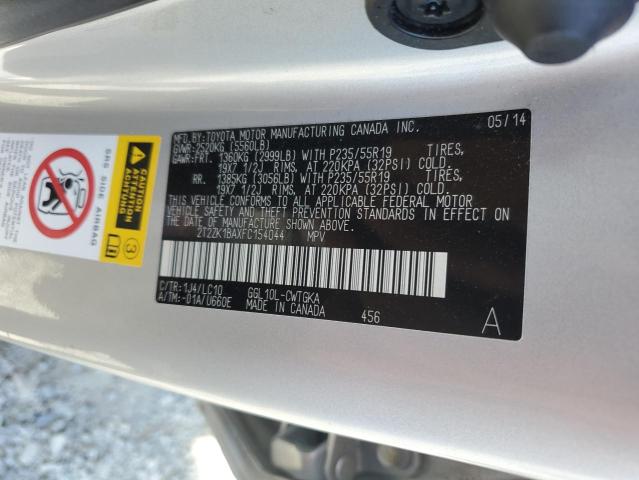 MFD. BY: TOYOTA MOTOR MANUFACTURING CANADA INC. 05/14
GVWR: 2520KG (5560LB)
GAWR: FRT. 1360KG (2999LB) WITH P235/55R19 TIRES,
19X7 1/2J RIMS, AT 220KPA (32PSI) COLD.
RR. 1385KG (3056LB) WITH P235/55R19 TIRES,
19X7 1/2J RIMS, AT 220KPA (32PSI) COLD.
THIS VEHICLE CONFORMS TO ALL APPLICABLE FEDERAL MOTOR
VEHICLE SAFETY AND THEFT PREVENTION STANDARDS IN EFFECT
ON THE DATE OF MANUFACTURE SHOWN ABOVE.
2T2ZK1BAXFC154044 MPV
C/TR: 1J4/LC10 GGL10L-CWTGKA
A/TM: -01A/U660E MADE IN CANADA
456 A
SRS SIDE AIRBAG
CAUTION
ATTENTION
ACHTUNG
3